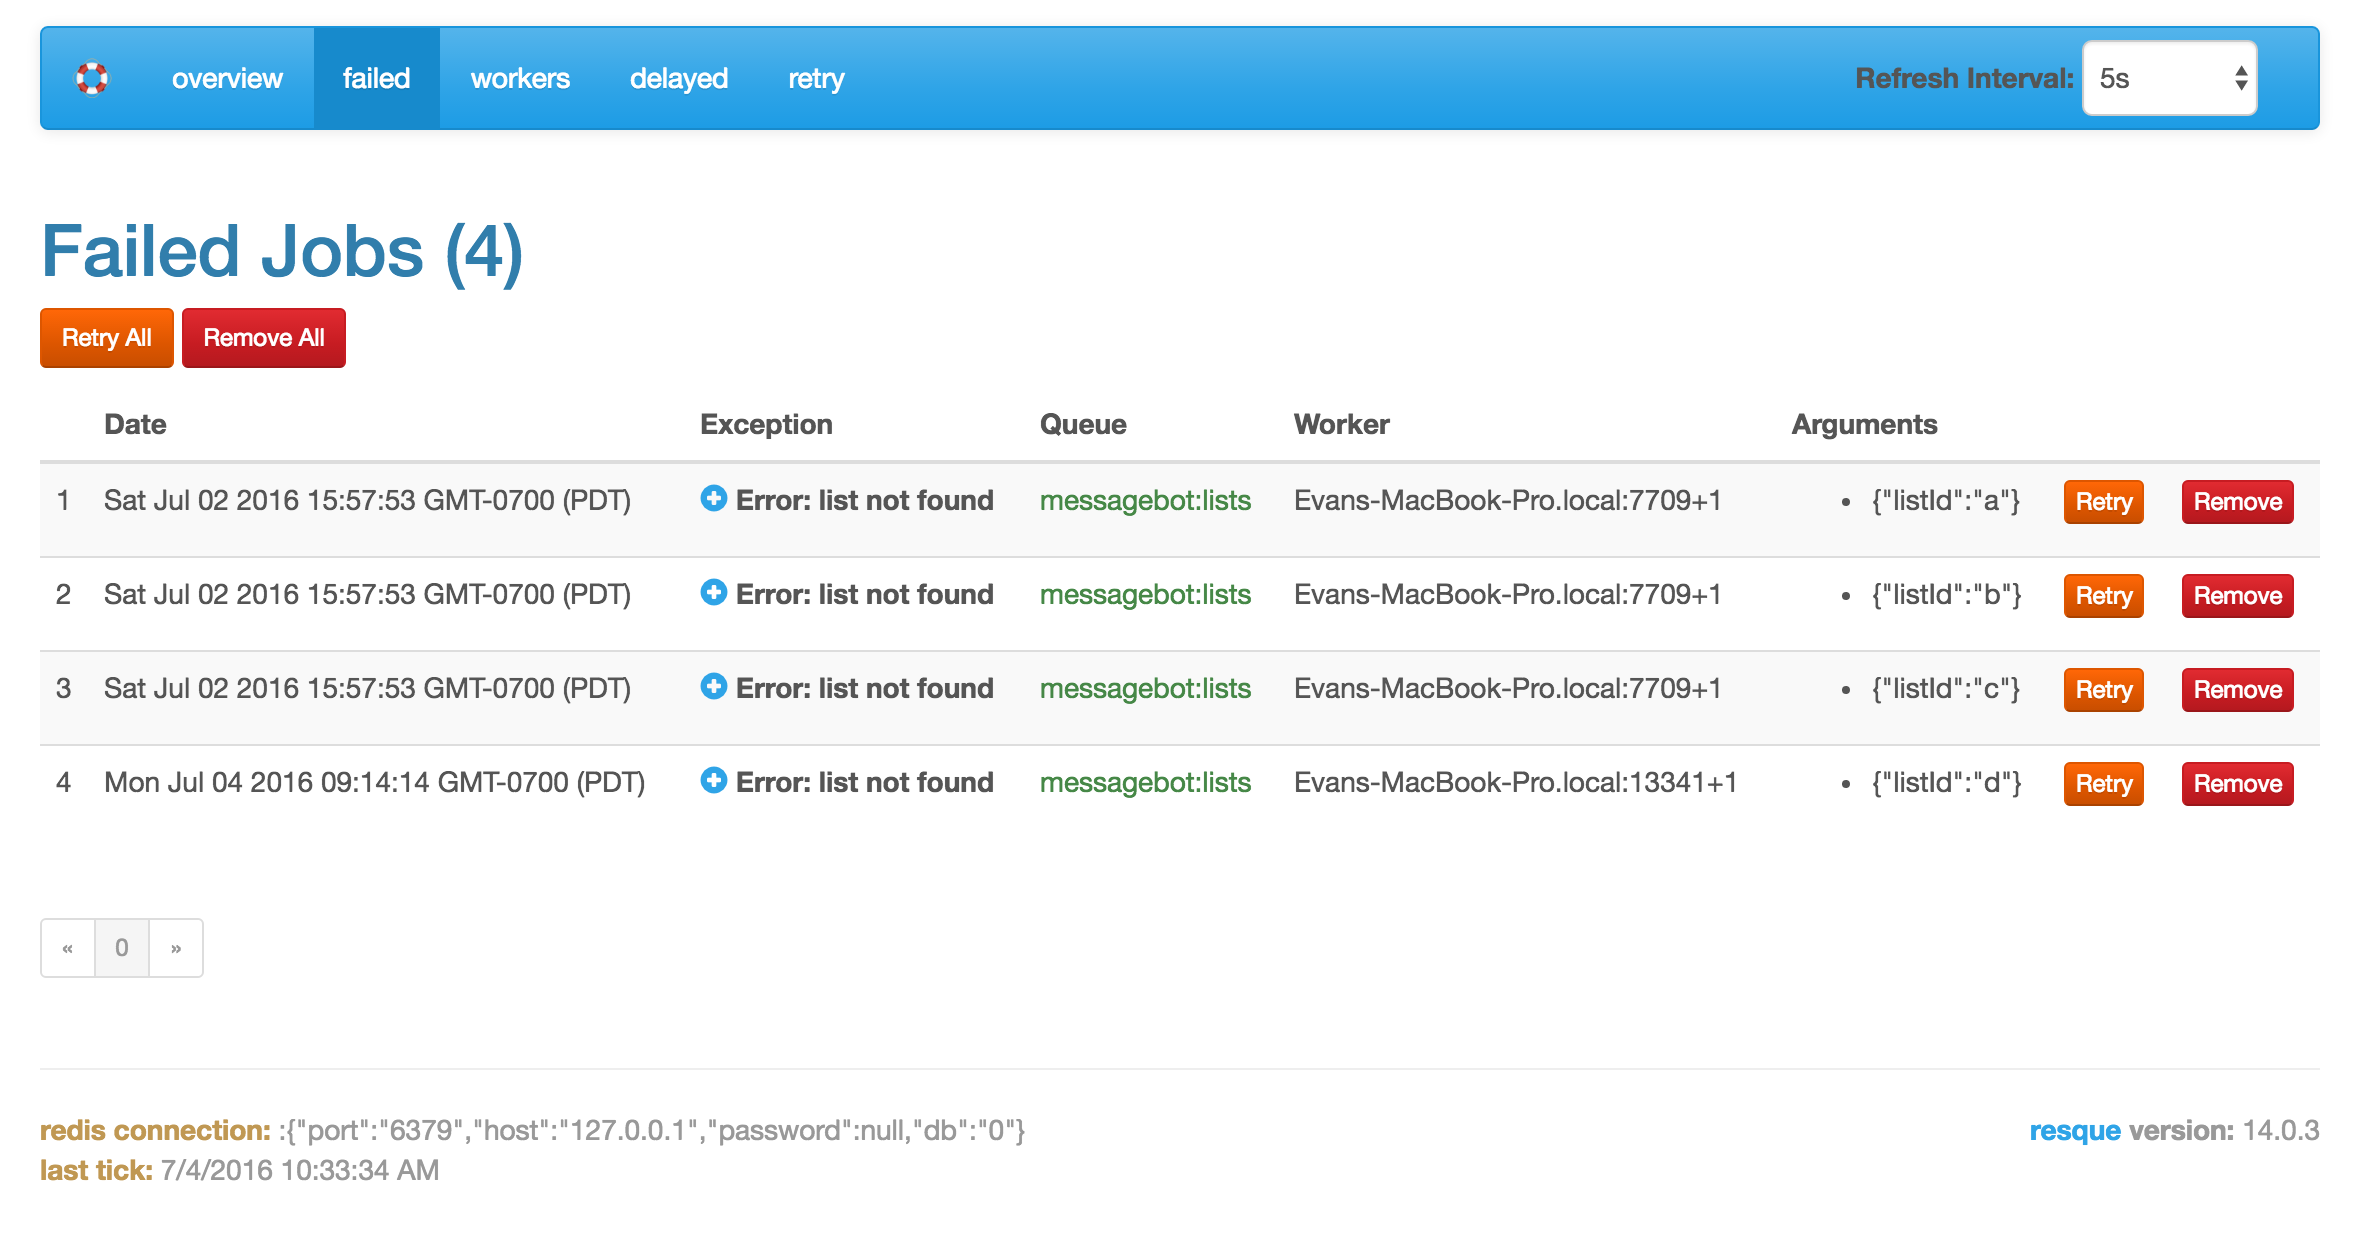 overview failed workers delayed retry Refresh Interval: 5s
Failed Jobs (4)
Retry All Remove All
Date Exception Queue Worker Arguments
1 Sat Jul 02 2016 15:57:53 GMT-0700 (PDT) Error: list not found messagebot:lists Evans-MacBook-Pro.local:7709+1 • {"listId":"a"} Retry Remove
2 Sat Jul 02 2016 15:57:53 GMT-0700 (PDT) Error: list not found messagebot:lists Evans-MacBook-Pro.local:7709+1 • {"listId":"b"} Retry Remove
3 Sat Jul 02 2016 15:57:53 GMT-0700 (PDT) Error: list not found messagebot:lists Evans-MacBook-Pro.local:7709+1 • {"listId":"c"} Retry Remove
4 Mon Jul 04 2016 09:14:14 GMT-0700 (PDT) Error: list not found messagebot:lists Evans-MacBook-Pro.local:13341+1 • {"listId":"d"} Retry Remove
« 0 »
redis connection: :{"port":"6379","host":"127.0.0.1","password":null,"db":"0"} resque version: 14.0.3
last tick: 7/4/2016 10:33:34 AM